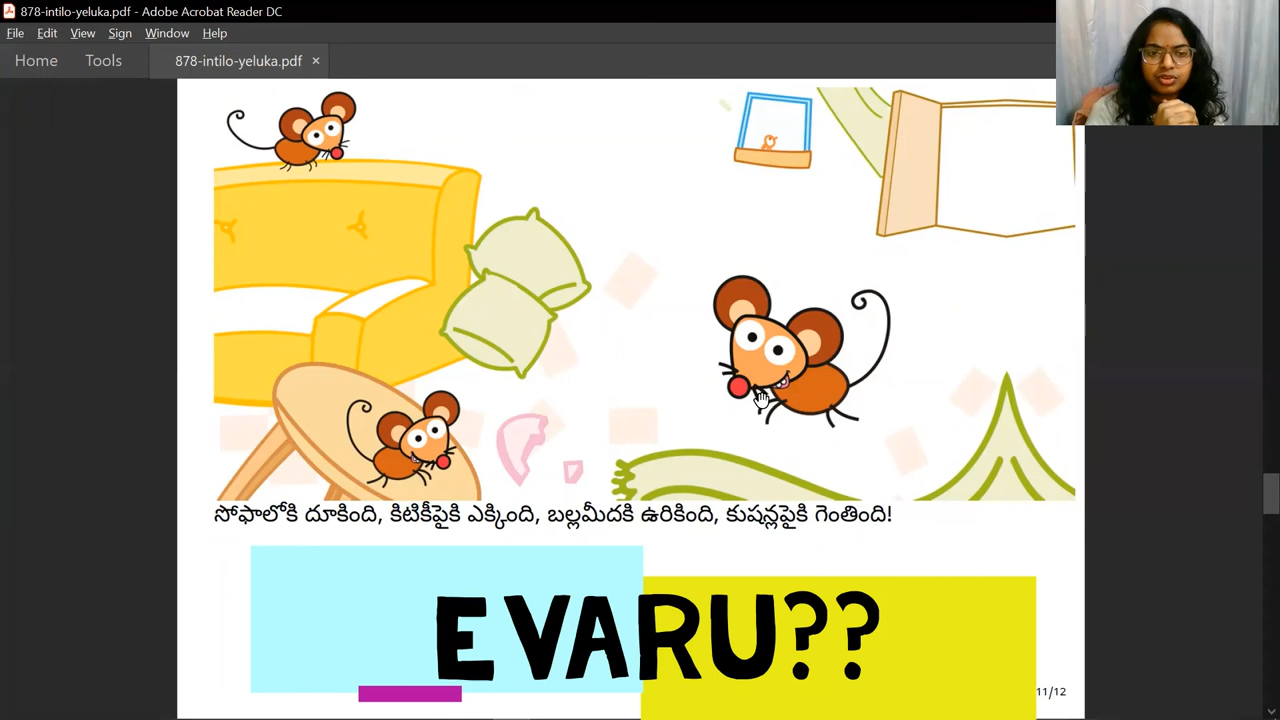 878-intilo-yeluka.pdf - Adobe Acrobat Reader DC
File Edit View Sign Window Help
Home Tools 878-intilo-yeluka.pdf ×
సోఫాలోకి దూకింది, కిటికీపైకి ఎక్కింది, బల్లమీదకి ఉరికింది, కుషన్లపైకి గెంతింది!
EVARU??
11/12